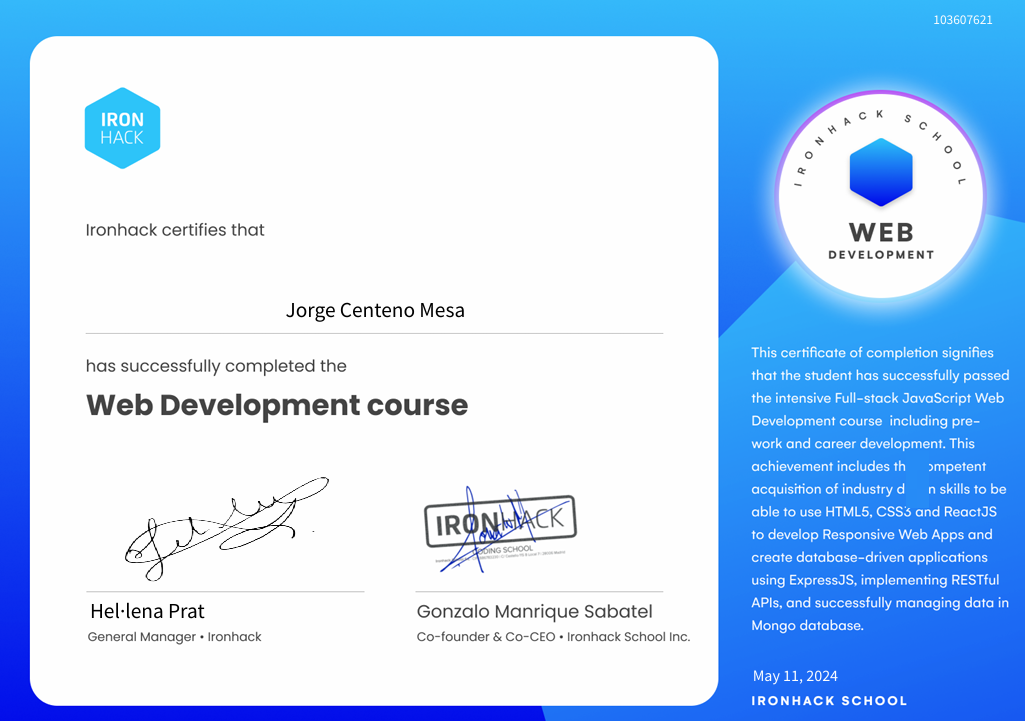 103607621
IRON
HACK
Ironhack certifies that
Jorge Centeno Mesa
has successfully completed the
Web Development course
IRONHACK
CODING SCHOOL
Hel·lena Prat
General Manager • Ironhack
Gonzalo Manrique Sabatel
Co-founder & Co-CEO • Ironhack School Inc.
IRONHACK SCHOOL
WEB
DEVELOPMENT
This certificate of completion signifies
that the student has successfully passed
the intensive Full-stack JavaScript Web
Development course including pre-
work and career development. This
achievement includes th ompetent
acquisition of industry d n skills to be
able to use HTML5, CSS3 and ReactJS
to develop Responsive Web Apps and
create database-driven applications
using ExpressJS, implementing RESTful
APIs, and successfully managing data in
Mongo database.
May 11, 2024
IRONHACK SCHOOL